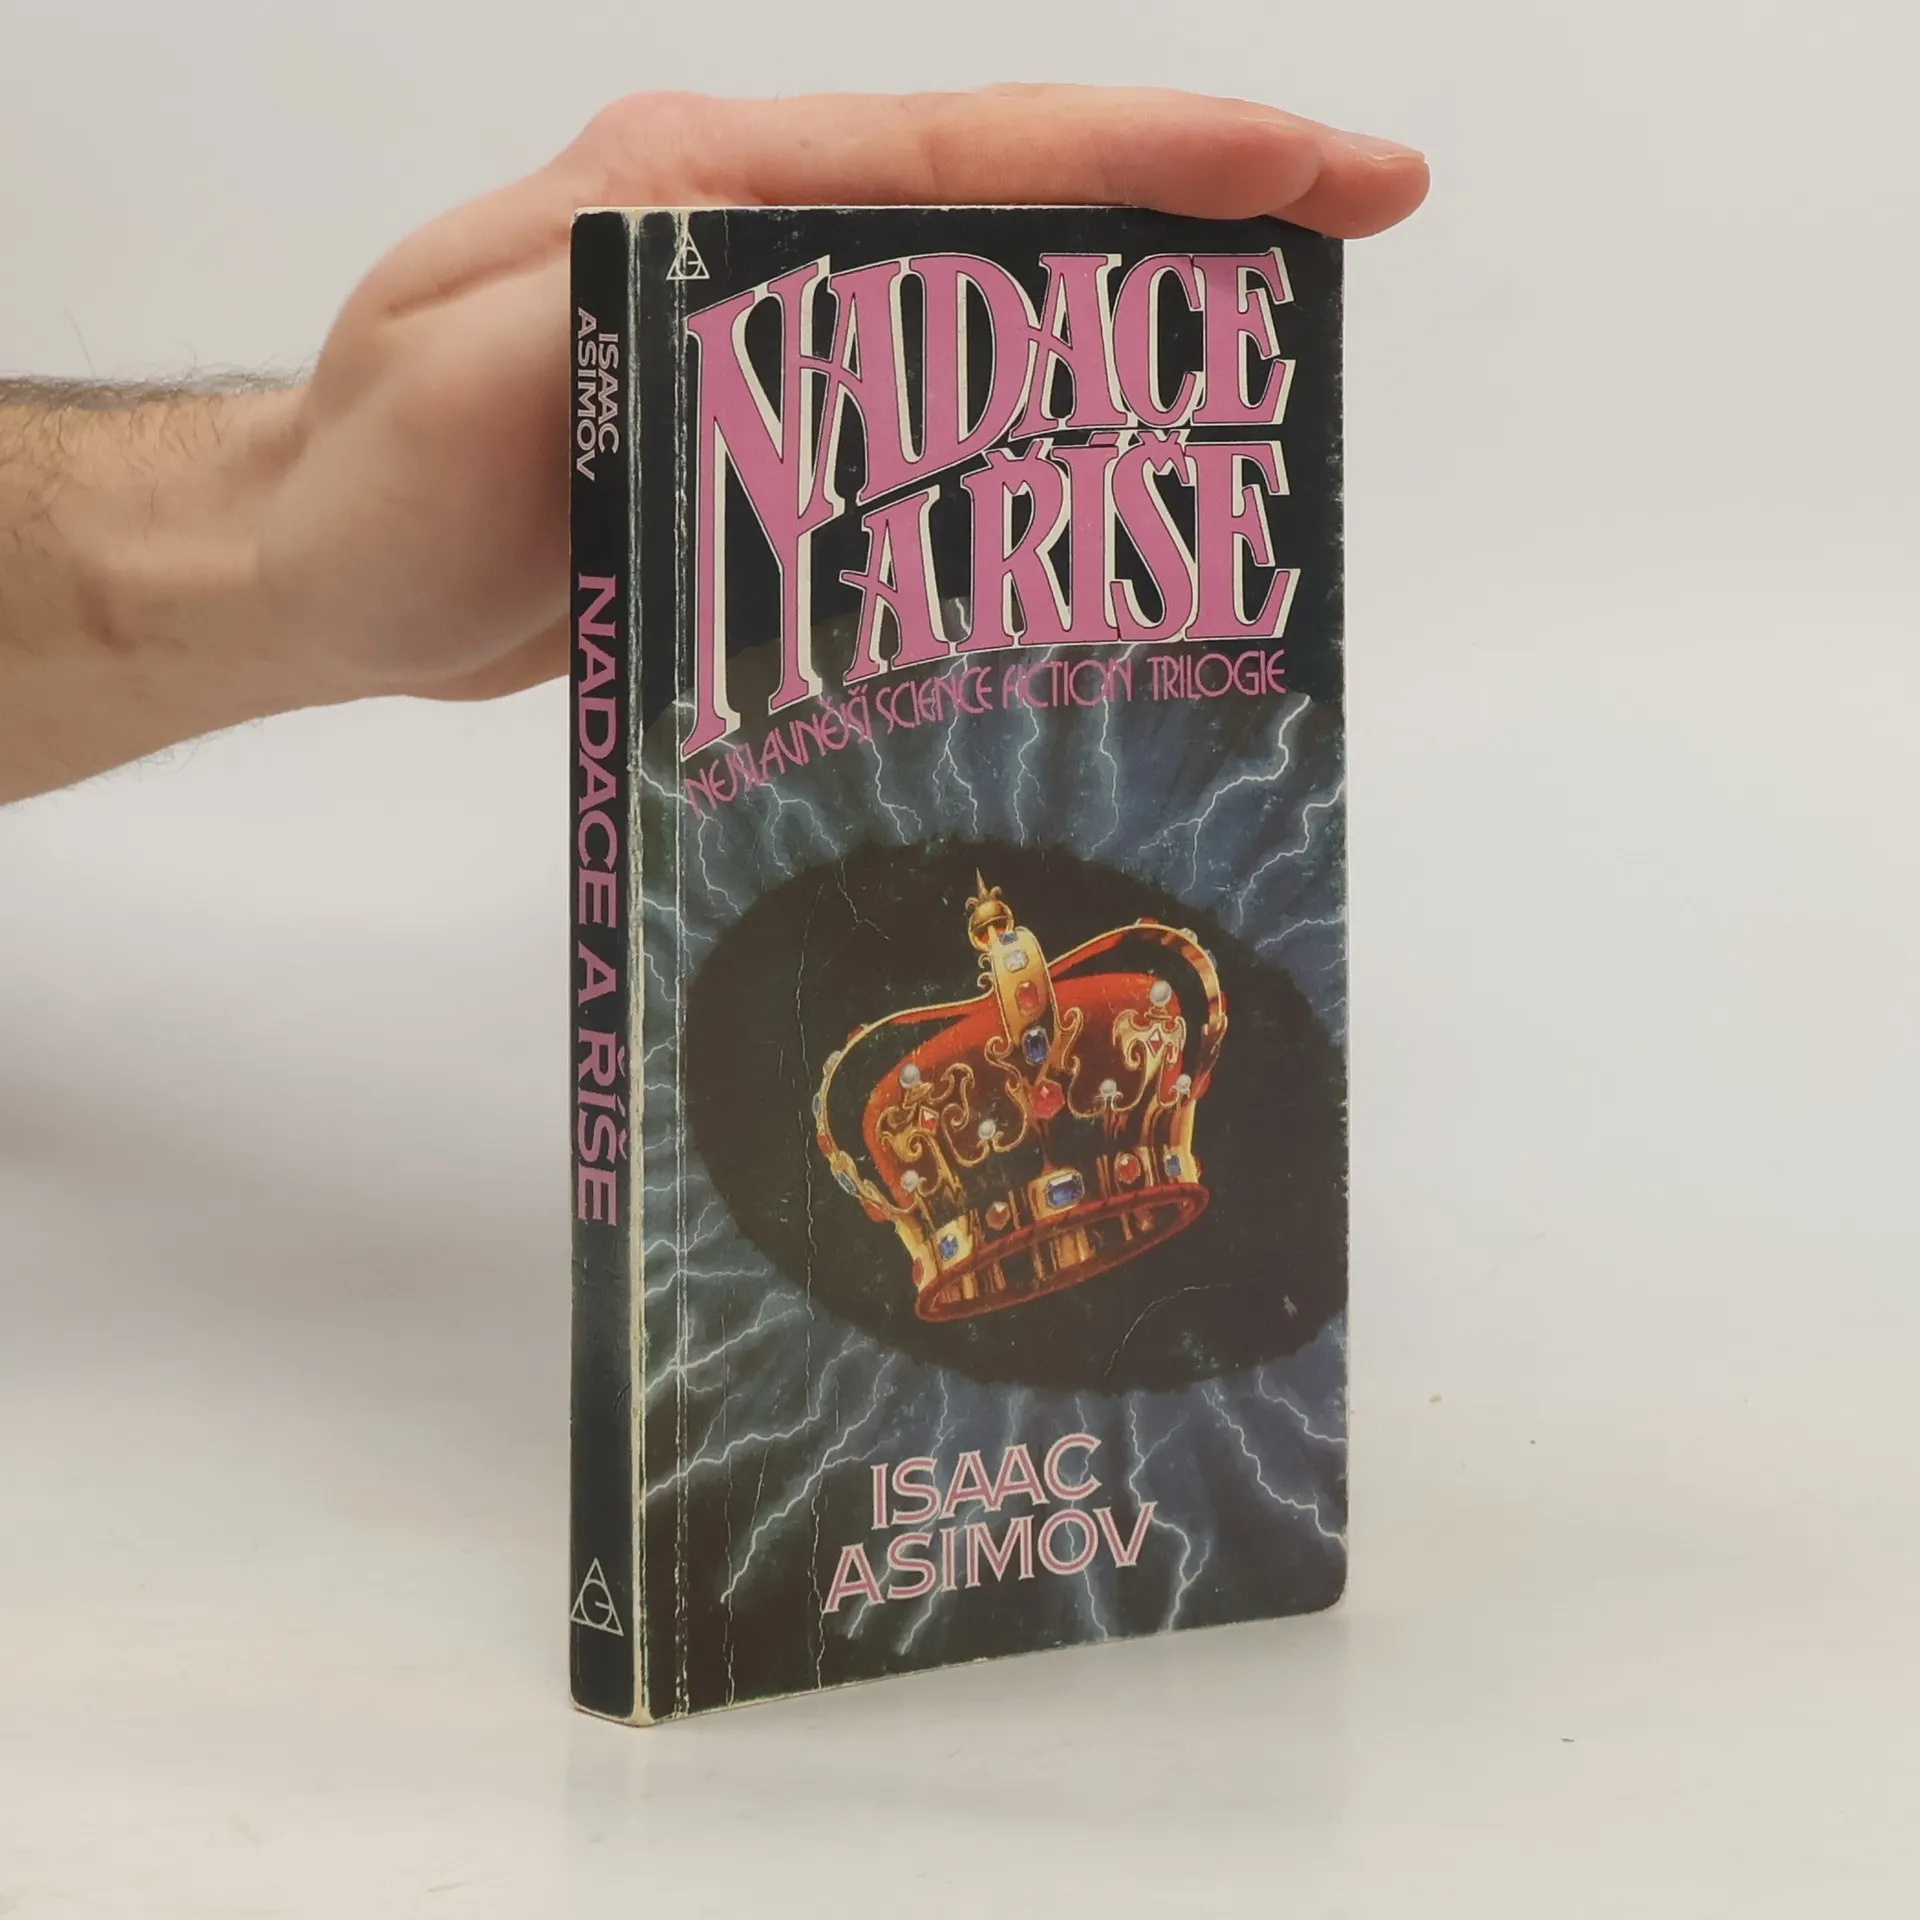 ISAAC
ASIMOV
NADACE A ŘÍŠE
NADACE
A ŘÍŠE
NEJSLAVNĚJŠÍ SCIENCE FICTION TRILOGIE
ISAAC
ASIMOV